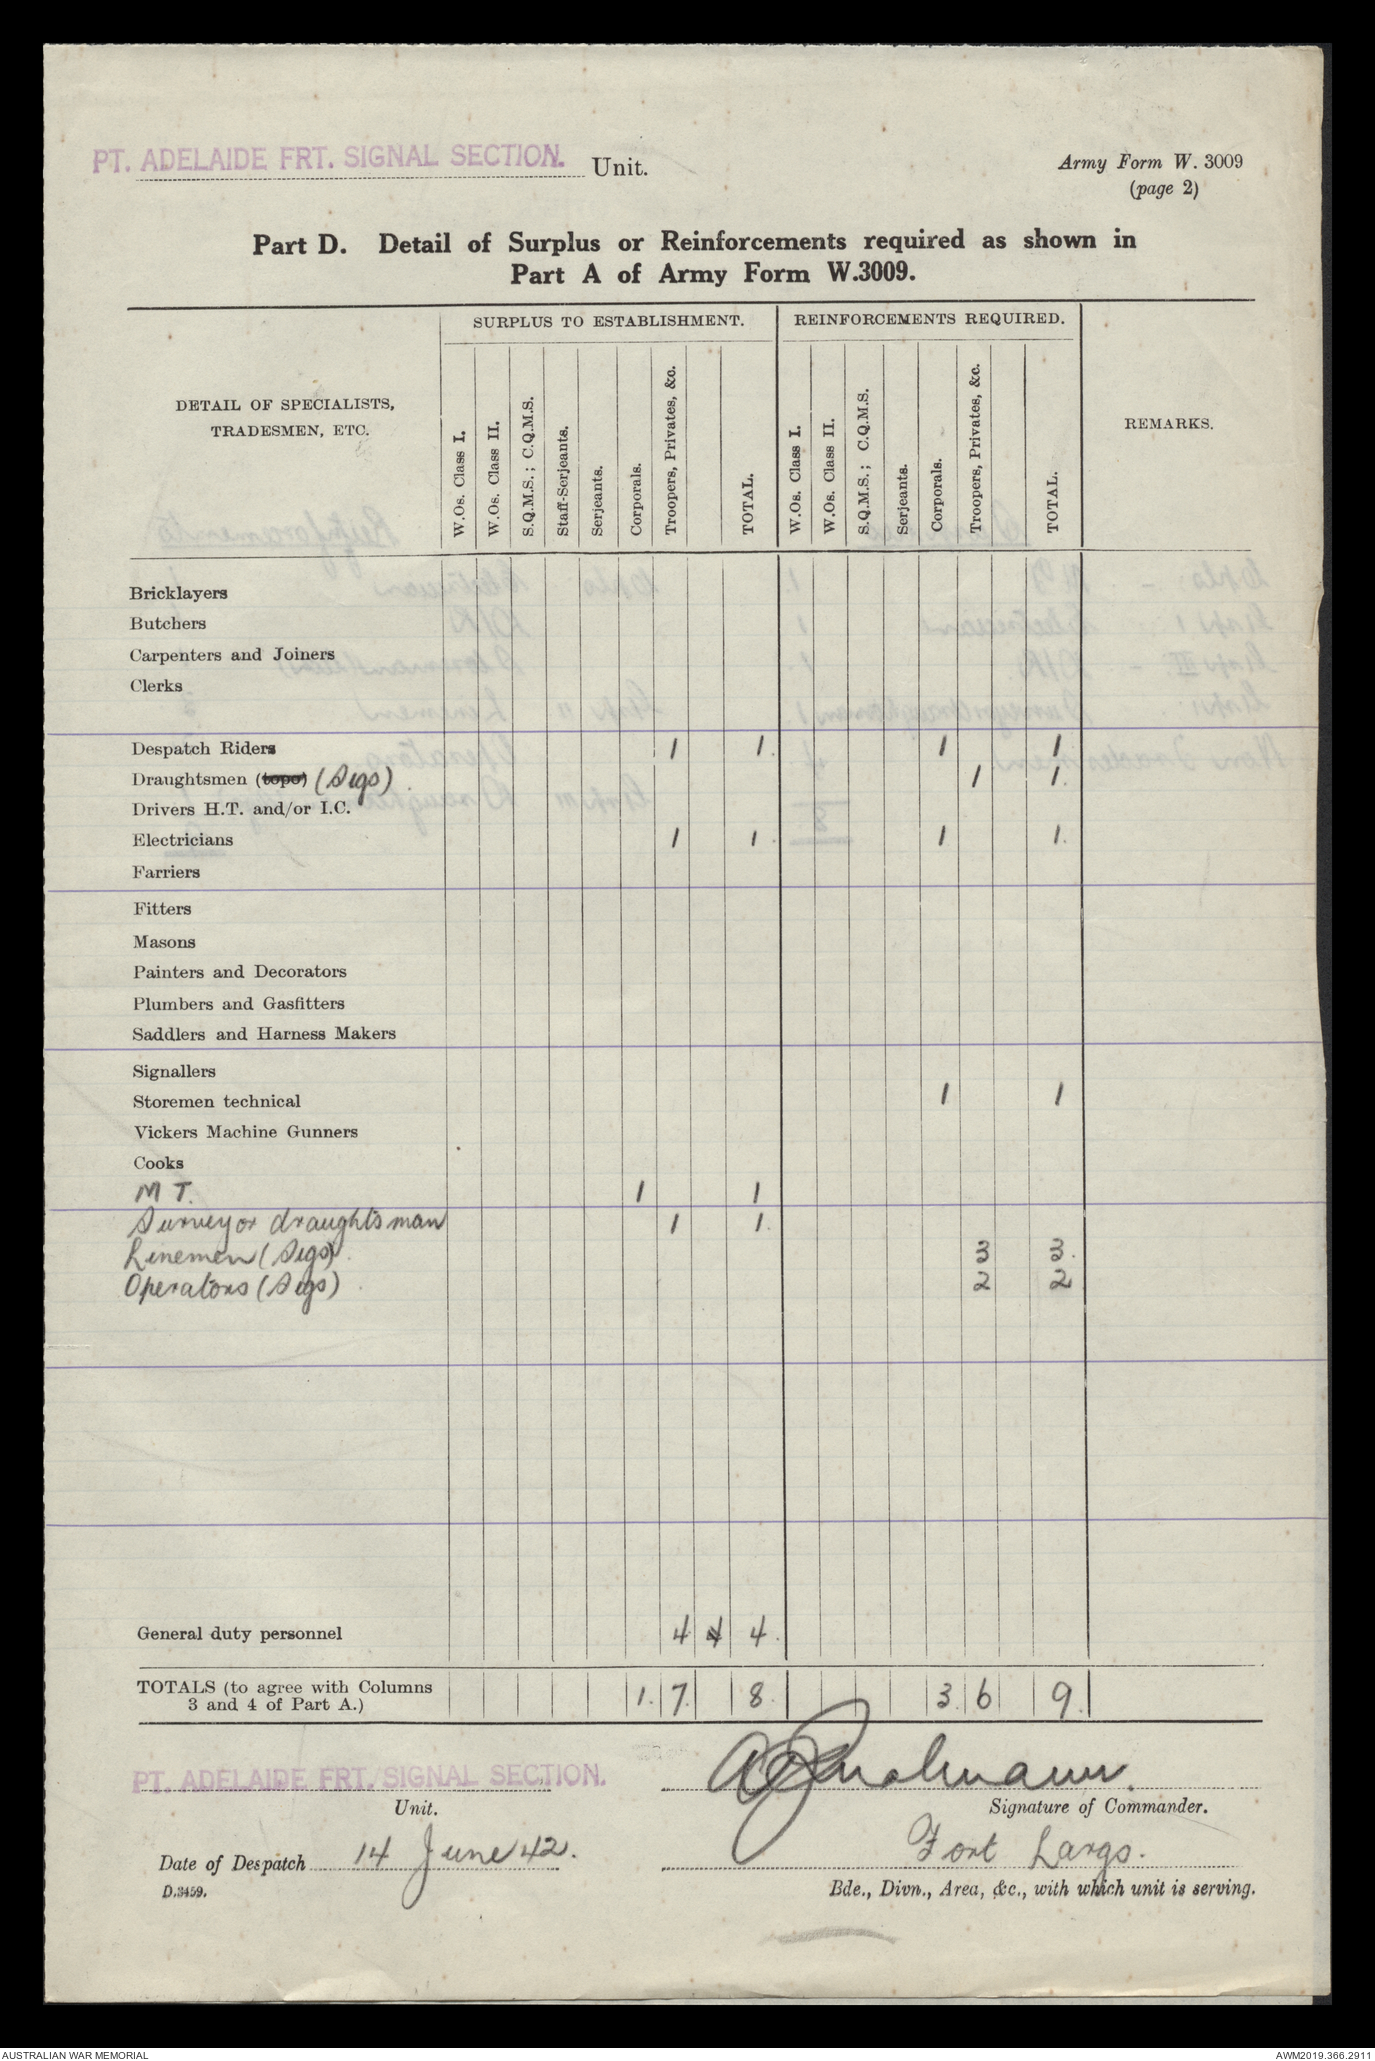 PT. ADELAIDE FRT. SIGNAL SECTION. Unit.
Army Form W. 3009
(page 2)
Part D. Detail of Surplus or Reinforcements required as shown in
Part A of Army Form W.3009.
DETAIL OF SPECIALISTS,
TRADESMEN, ETC.
SURPLUS TO ESTABLISHMENT.
REINFORCEMENTS REQUIRED.
REMARKS.
W.Os. Class I.
W.Os. Class II.
S.Q.M.S.; C.Q.M.S.
Staff-Serjeants.
Serjeants.
Corporals.
Troopers, Privates, &c.
TOTAL.
W.Os. Class I.
W.Os. Class II.
S.Q.M.S.; C.Q.M.S.
Serjeants.
Corporals.
Troopers, Privates, &c.
TOTAL.
Bricklayers
Butchers
Carpenters and Joiners
Clerks
Despatch Riders 1 1. 1 1
Draughtsmen (topo) (Sigs) 1 1.
Drivers H.T. and/or I.C.
Electricians 1 1. 1 1.
Farriers
Fitters
Masons
Painters and Decorators
Plumbers and Gasfitters
Saddlers and Harness Makers
Signallers
Storemen technical 1 1
Vickers Machine Gunners
Cooks
M T. 1 1
Surveyor draughtsman 1 1.
Linemen (Sigs) 3 3.
Operators (Sigs) 2 2
General duty personnel 4 4 4.
TOTALS (to agree with Columns
3 and 4 of Part A.) 1. 7. 8. 3. 6 9.
PT. ADELAIDE FRT. SIGNAL SECTION.
Unit.
Signature of Commander.
Date of Despatch 14 June 42.
Fort Largs.
D.3459.
Bde., Divn., Area, &c., with which unit is serving.
AUSTRALIAN WAR MEMORIAL
AWM2019.366.2911